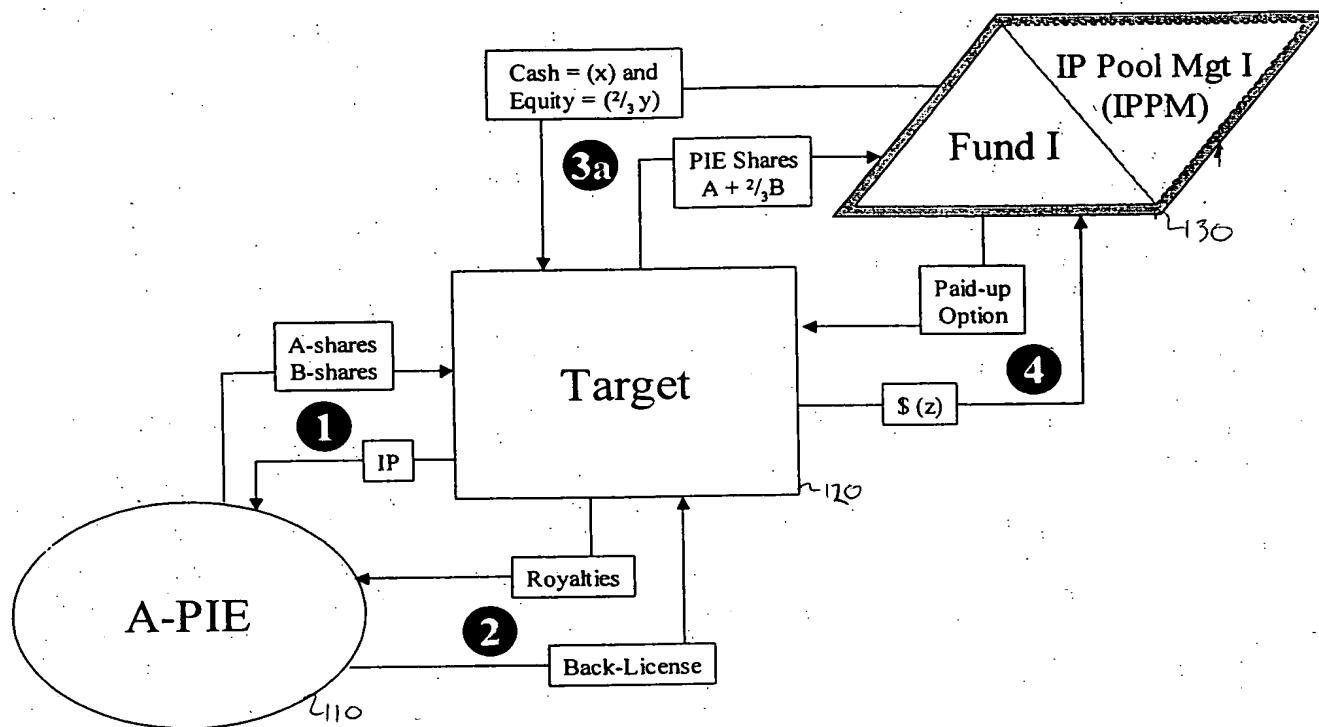 Cash = (x) and
Equity = (²/₃ y)
IP Pool Mgt I
(IPPM)
3a
PIE Shares
A + ²/₃B
Fund I
130
Paid-up
Option
A-shares
B-shares
Target
4
$ (z)
1
IP
120
Royalties
A-PIE
2
Back-License
110